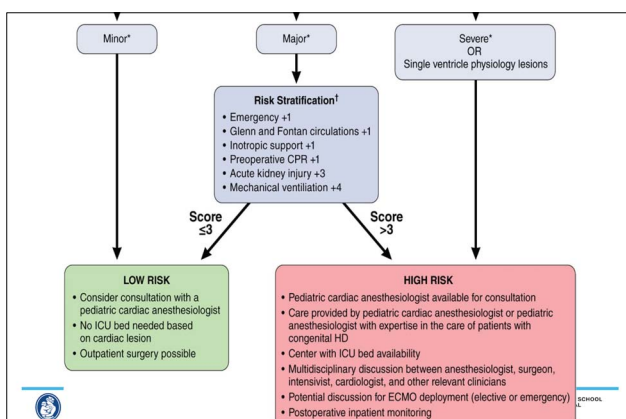 Minor*
Major*
Severe*
OR
Single ventricle physiology lesions
Risk Stratification†
• Emergency +1
• Glenn and Fontan circulations +1
• Inotropic support +1
• Preoperative CPR +1
• Acute kidney injury +3
• Mechanical ventiliation +4
Score
≤3
Score
>3
LOW RISK
• Consider consultation with a
pediatric cardiac anesthesiologist
• No ICU bed needed based
on cardiac lesion
• Outpatient surgery possible
HIGH RISK
• Pediatric cardiac anesthesiologist available for consultation
• Care provided by pediatric cardiac anesthesiologist or pediatric
anesthesiologist with expertise in the care of patients with
congenital HD
• Center with ICU bed availability
• Multidisciplinary discussion between anesthesiologist, surgeon,
intensivist, cardiologist, and other relevant clinicians
• Potential discussion for ECMO deployment (elective or emergency)
• Postoperative inpatient monitoring
SCHOOL